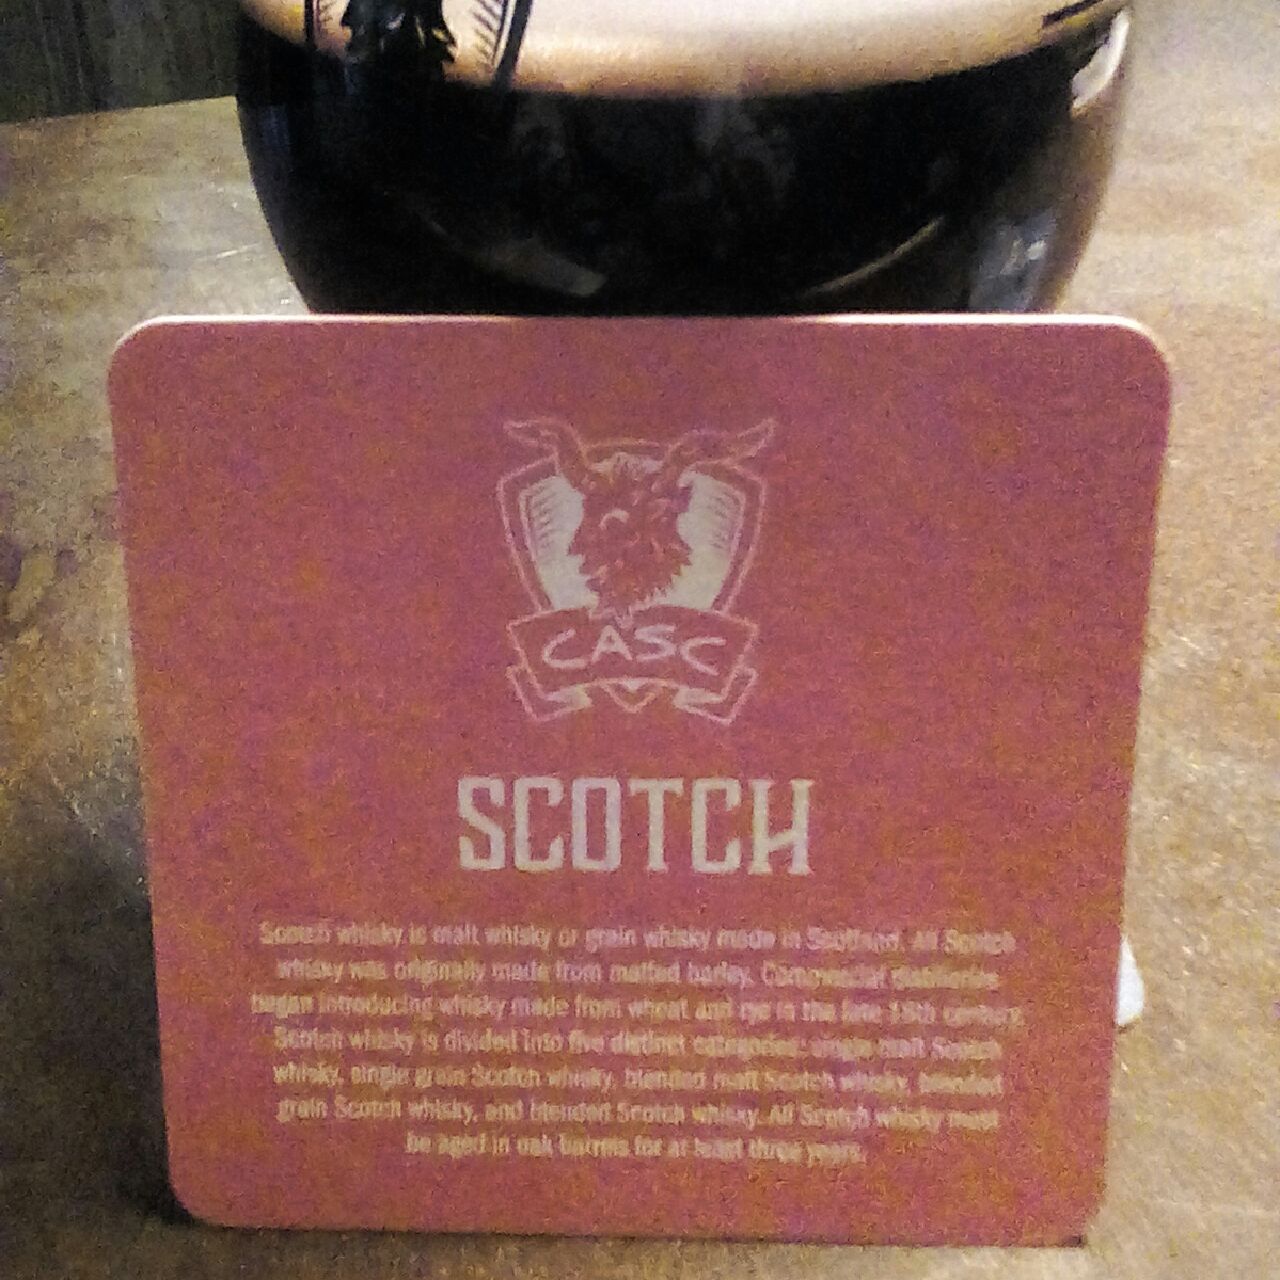 CASC
SCOTCH
Scotch whisky is malt whisky or grain whisky made in Scotland. All Scotch
whisky was originally made from malted barley. Commercial distilleries
began introducing whisky made from wheat and rye in the late 18th century.
Scotch whisky is divided into five distinct categories: single malt Scotch
whisky, single grain Scotch whisky, blended malt Scotch whisky, blended
grain Scotch whisky, and blended Scotch whisky. All Scotch whisky must
be aged in oak barrels for at least three years.